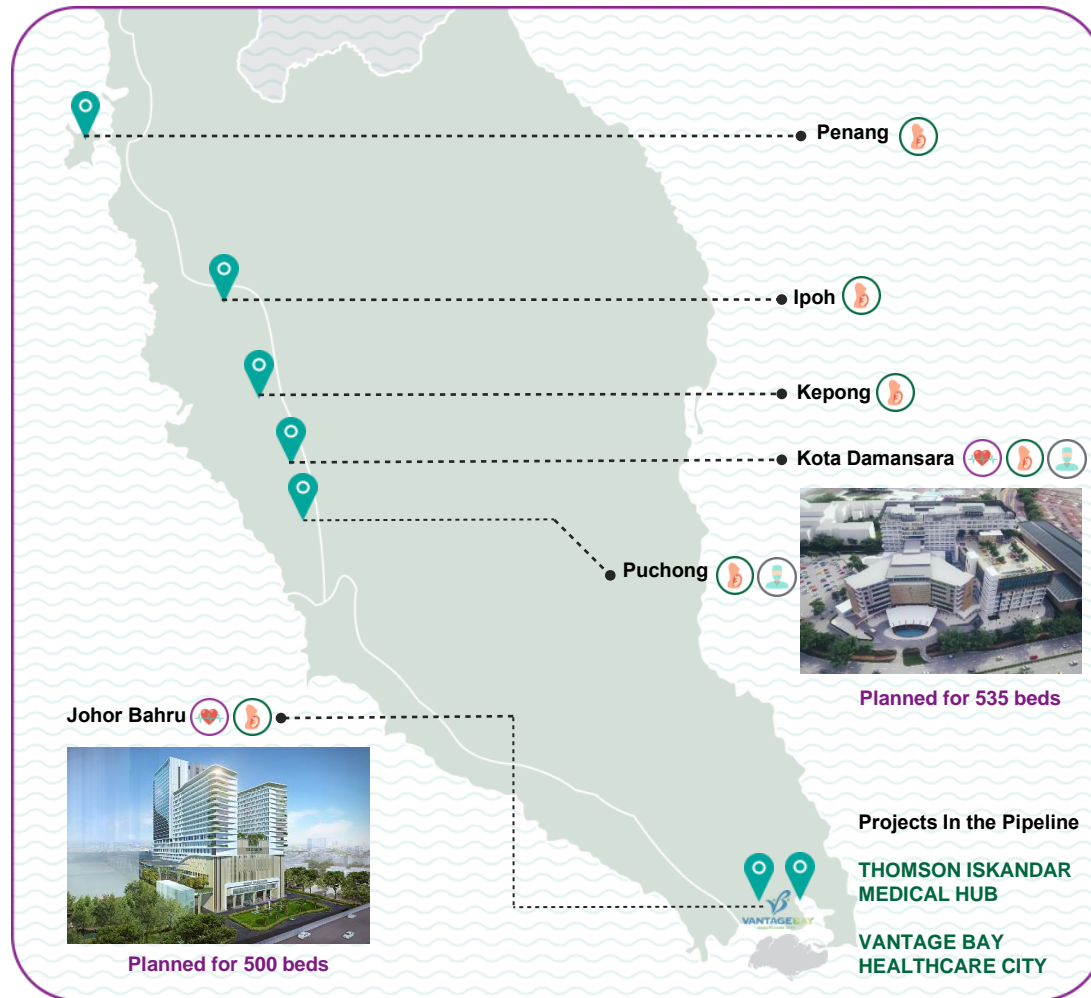 Penang
Ipoh
Kepong
Kota Damansara
Puchong
Planned for 535 beds
Johor Bahru
Planned for 500 beds
VANTAGEBAY
Projects In the Pipeline
THOMSON ISKANDAR
MEDICAL HUB
VANTAGE BAY
HEALTHCARE CITY